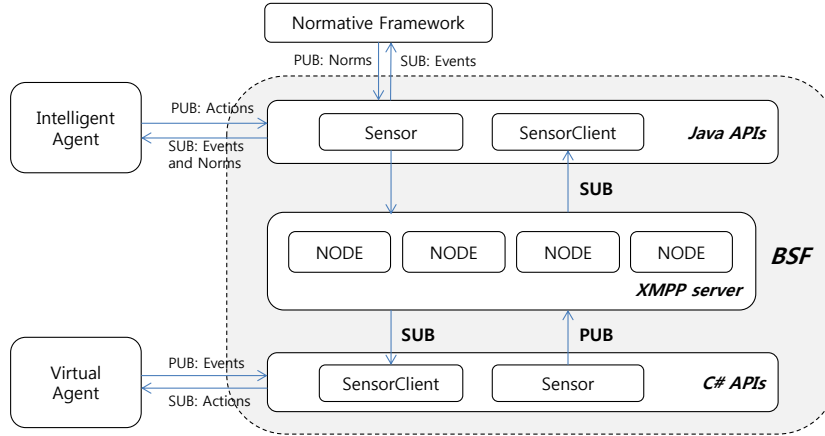 Normative Framework
PUB: Norms
SUB: Events
Intelligent
Agent
PUB: Actions
SUB: Events
and Norms
Sensor
SensorClient
Java APIs
SUB
NODE
NODE
NODE
NODE
XMPP server
BSF
SUB
PUB
Virtual
Agent
PUB: Events
SUB: Actions
SensorClient
Sensor
C# APIs